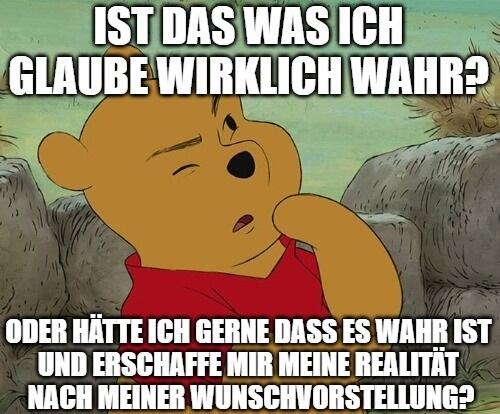 IST DAS WAS ICH
GLAUBE WIRKLICH WAHR?
ODER HÄTTE ICH GERNE DASS ES WAHR IST
UND ERSCHAFFE MIR MEINE REALITÄT
NACH MEINER WUNSCHVORSTELLUNG?